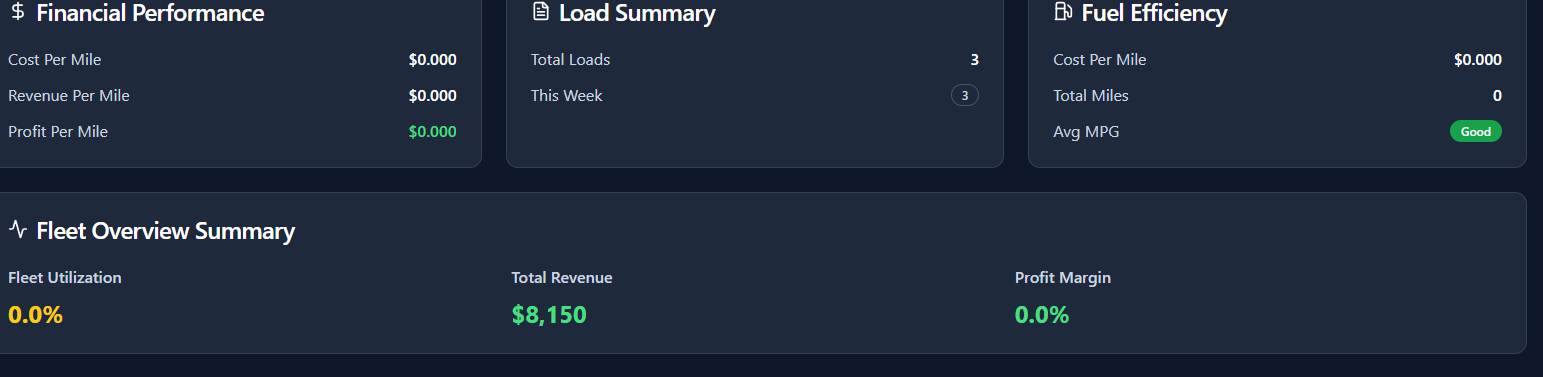 Financial Performance
Cost Per Mile $0.000
Revenue Per Mile $0.000
Profit Per Mile $0.000
Load Summary
Total Loads 3
This Week 3
Fuel Efficiency
Cost Per Mile $0.000
Total Miles 0
Avg MPG Good
Fleet Overview Summary
Fleet Utilization
0.0%
Total Revenue
$8,150
Profit Margin
0.0%